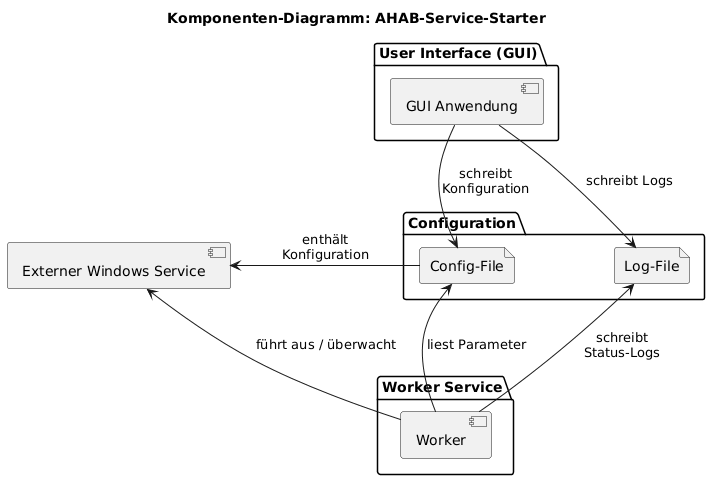 Komponenten-Diagramm: AHAB-Service-Starter
User Interface (GUI)
GUI Anwendung
schreibt
Konfiguration
schreibt Logs
Configuration
Config-File
Log-File
enthält
Konfiguration
Externer Windows Service
führt aus / überwacht
liest Parameter
schreibt
Status-Logs
Worker Service
Worker